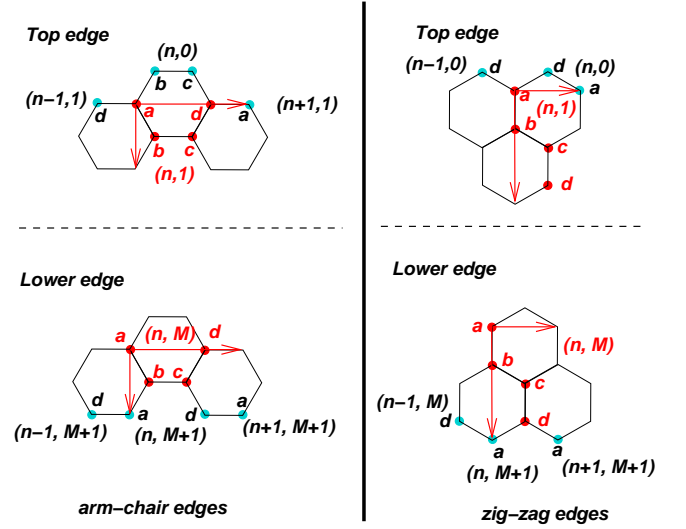 Top edge
(n,0)
b c
(n−1,1)
d a d a
(n+1,1)
b c
(n,1)
Lower edge
a (n, M) d
b c
d a d a
(n−1, M+1) (n, M+1) (n+1, M+1)
arm−chair edges
Top edge
(n−1,0) d d (n,0)
a a
(n,1)
b
c
d
Lower edge
a
(n, M)
b
c
(n−1, M)
d d
a a
(n, M+1) (n+1, M+1)
zig−zag edges